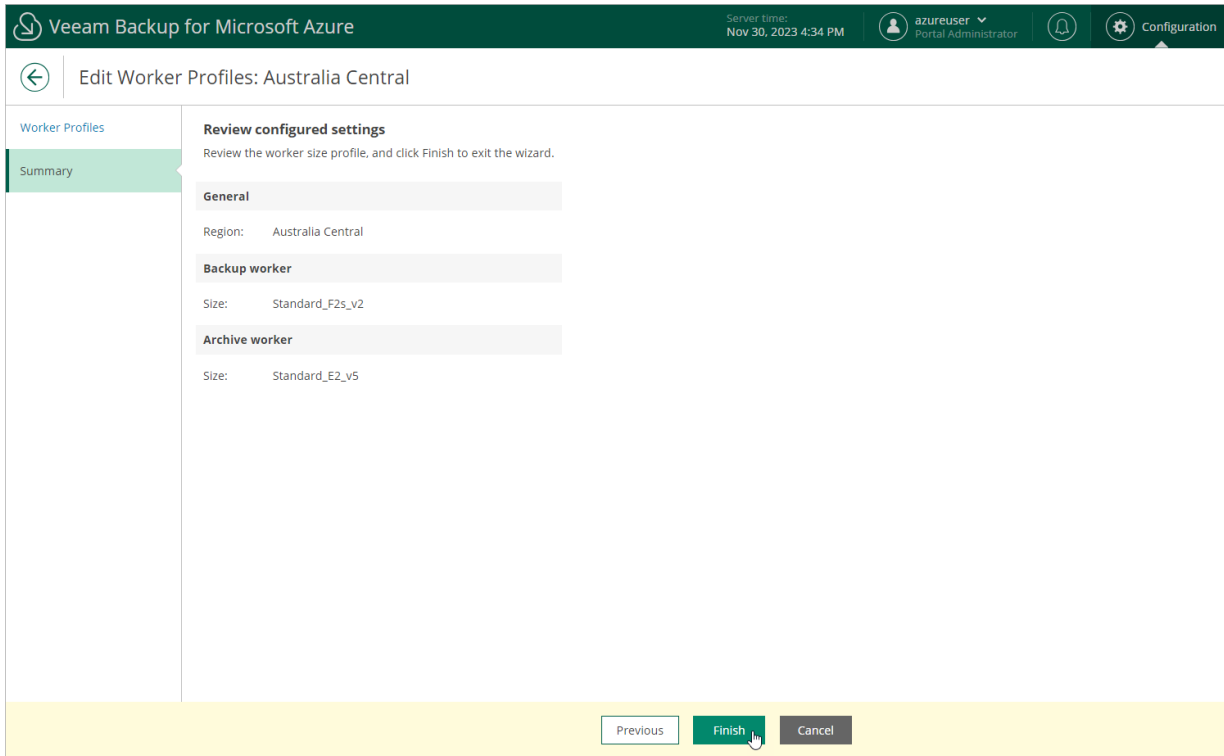 Veeam Backup for Microsoft Azure
Server time:
Nov 30, 2023 4:34 PM
azureuser
Portal Administrator
Configuration
Edit Worker Profiles: Australia Central
Worker Profiles
Summary
Review configured settings
Review the worker size profile, and click Finish to exit the wizard.
General
Region: Australia Central
Backup worker
Size: Standard_F2s_v2
Archive worker
Size: Standard_E2_v5
Previous Finish Cancel